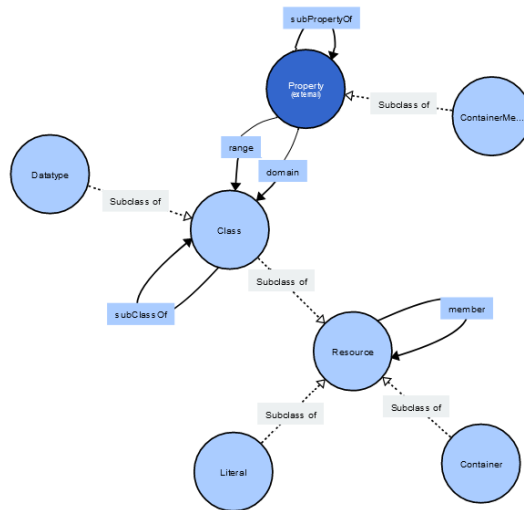 subPropertyOf
Property
(external)
Subclass of
ContainerMe...
range
domain
Datatype
Subclass of
Class
subClassOf
Subclass of
member
Resource
Subclass of
Subclass of
Literal
Container